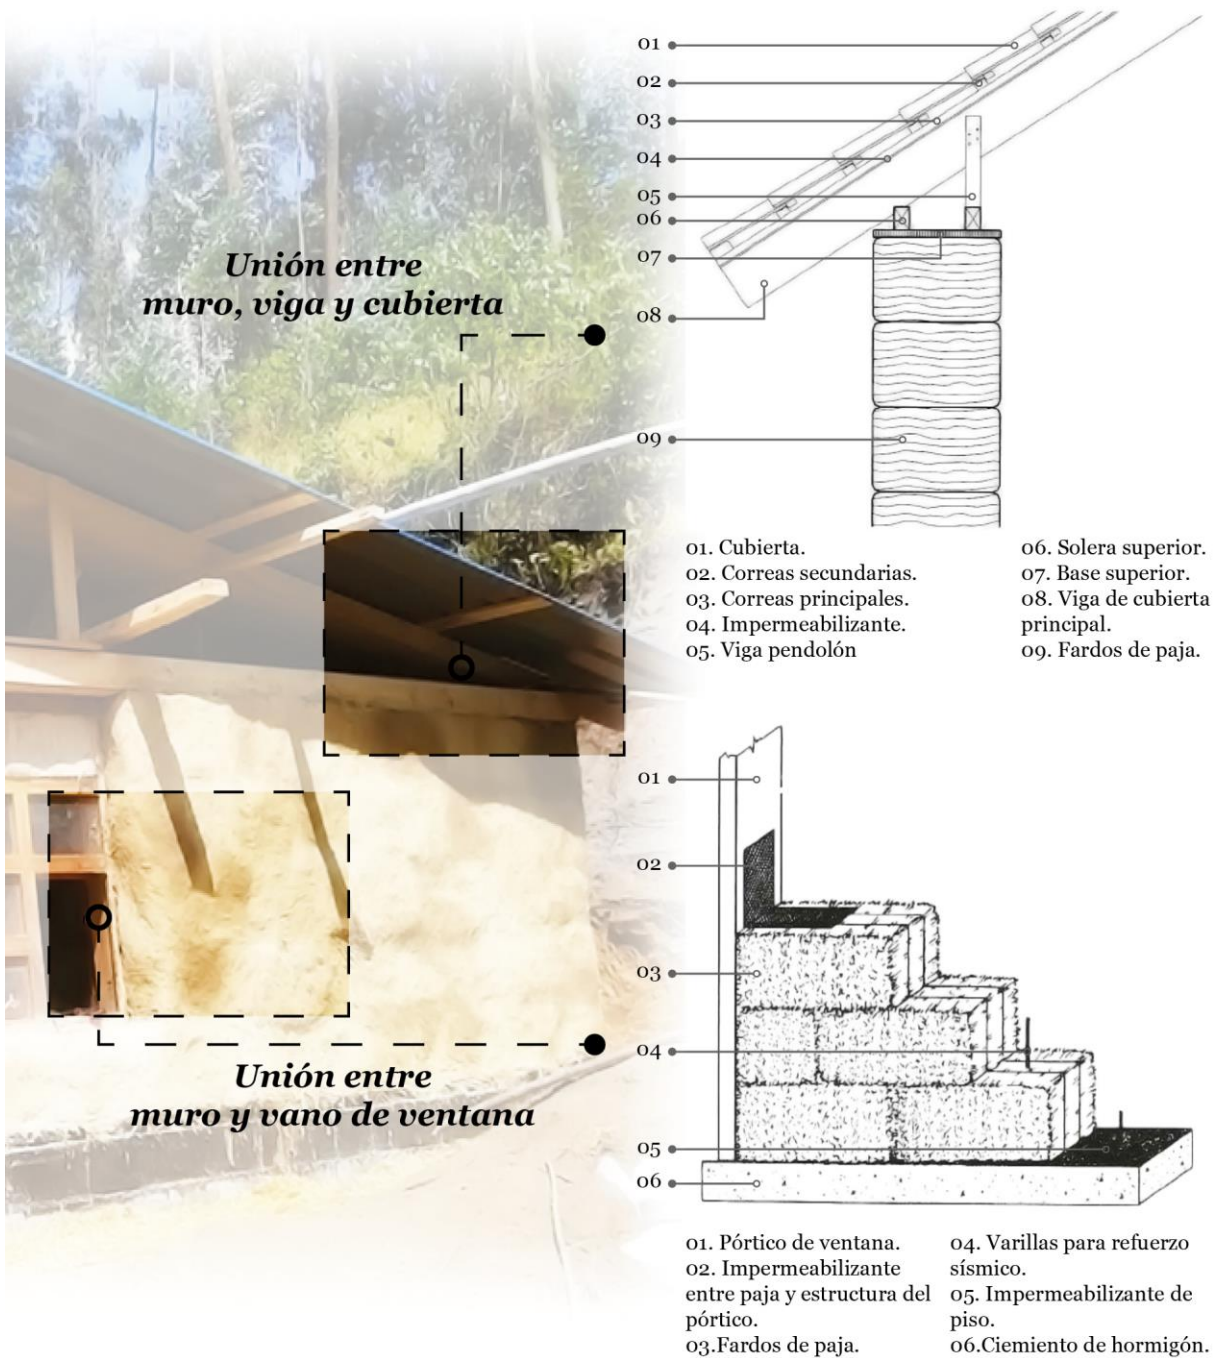 01
02
03
04
05
06
07
08
09
Unión entre
muro, viga y cubierta
01. Cubierta.
02. Correas secundarias.
03. Correas principales.
04. Impermeabilizante.
05. Viga pendolón
06. Solera superior.
07. Base superior.
08. Viga de cubierta
principal.
09. Fardos de paja.
01
02
03
04
05
06
Unión entre
muro y vano de ventana
01. Pórtico de ventana.
02. Impermeabilizante
entre paja y estructura del
pórtico.
03.Fardos de paja.
04. Varillas para refuerzo
sísmico.
05. Impermeabilizante de
piso.
06.Ciemiento de hormigón.